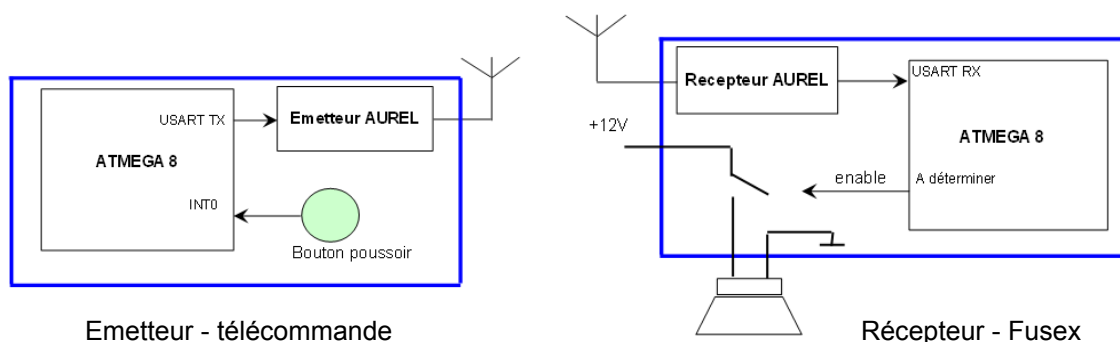 USART TX
Emetteur AUREL
ATMEGA 8
INT0
Bouton poussoir
Emetteur - télécommande
Recepteur AUREL
USART RX
+12V
ATMEGA 8
enable
A déterminer
Récepteur - Fusex